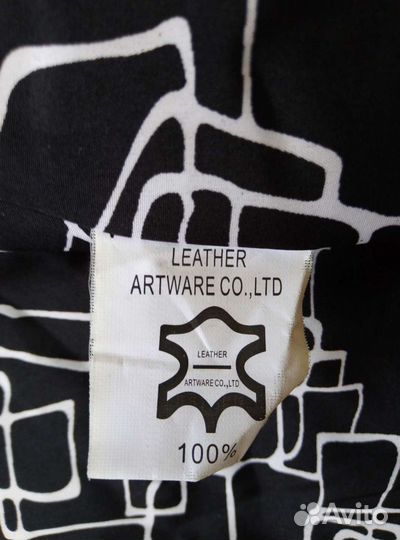 LEATHER
ARTWARE CO.,LTD
LEATHER
ARTWARE CO.,LTD
100%
Avito